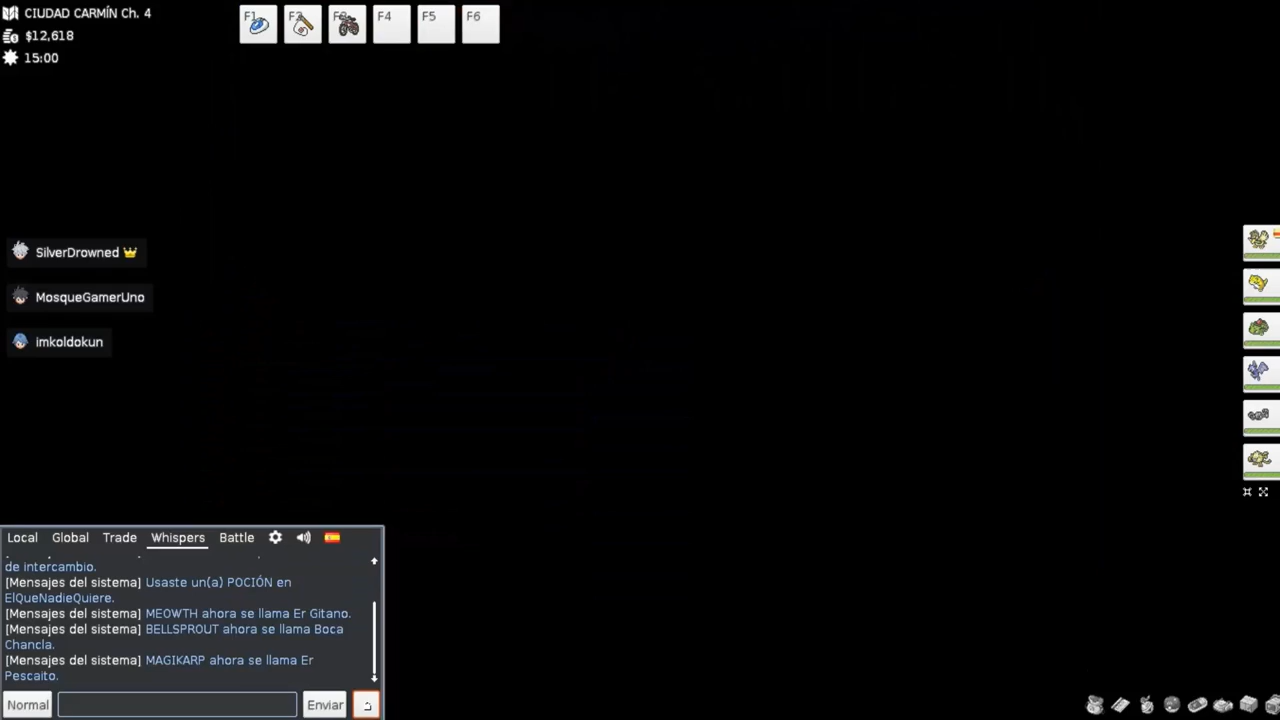 CIUDAD CARMÍN Ch. 4
$12,618
15:00
F1
F2
F3
F4
F5
F6
SilverDrowned
MosqueGamerUno
imkoldokun
Local Global Trade Whispers Battle
de intercambio.
[Mensajes del sistema] Usaste un(a) POCIÓN en
ElQueNadieQuiere.
[Mensajes del sistema] MEOWTH ahora se llama Er Gitano.
[Mensajes del sistema] BELLSPROUT ahora se llama Boca
Chancla.
[Mensajes del sistema] MAGIKARP ahora se llama Er
Pescaito.
Normal
Enviar